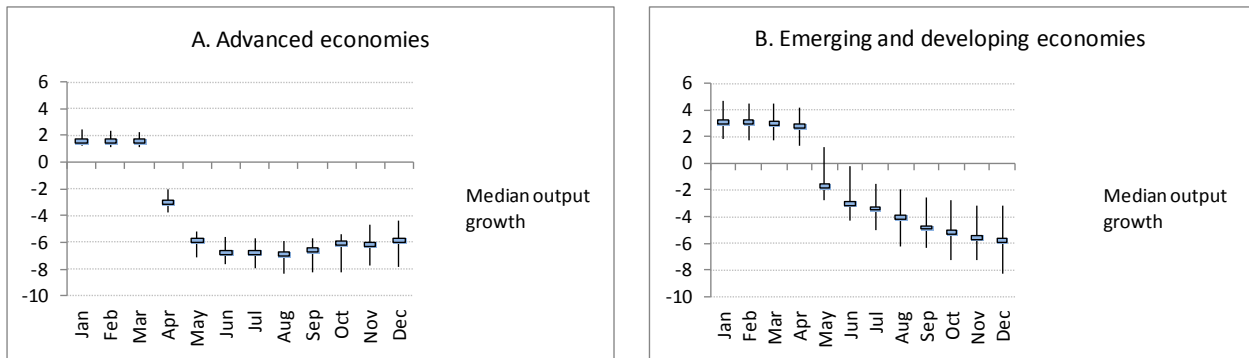 A. Advanced economies
6
4
2
0
-2
-4
-6
-8
-10
Jan
Feb
Mar
Apr
May
Jun
Jul
Aug
Sep
Oct
Nov
Dec
Median output
growth
B. Emerging and developing economies
6
4
2
0
-2
-4
-6
-8
-10
Jan
Feb
Mar
Apr
May
Jun
Jul
Aug
Sep
Oct
Nov
Dec
Median output
growth